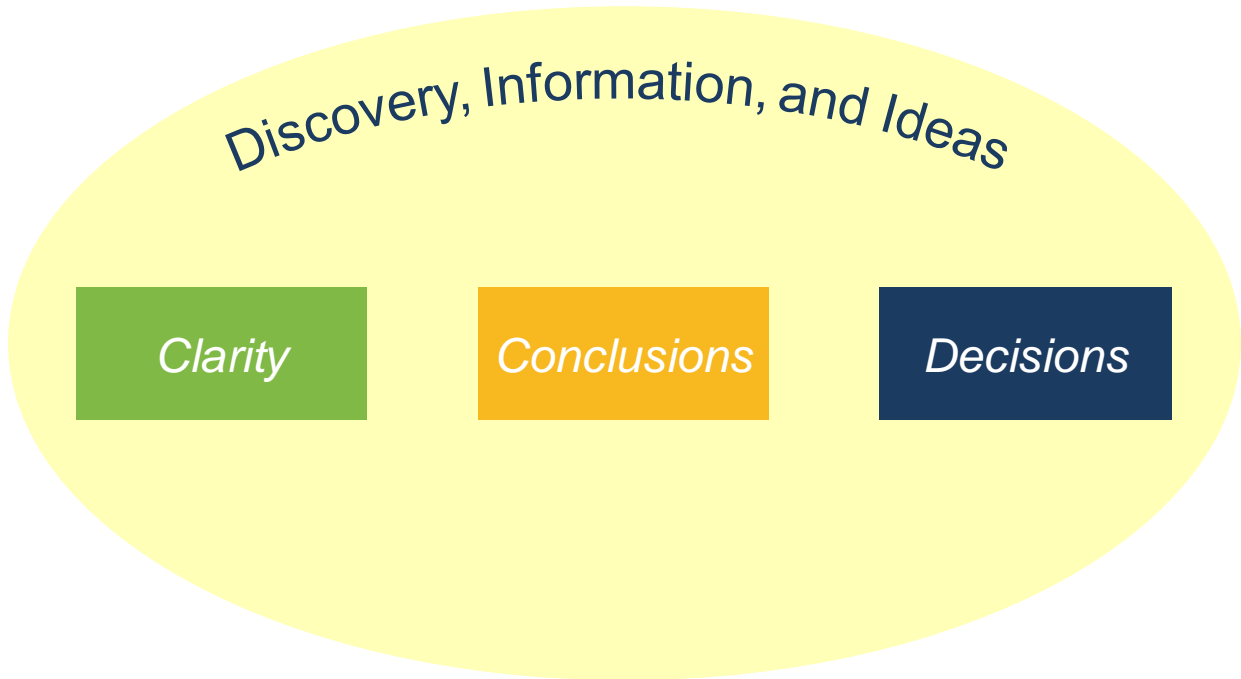 Discovery, Information, and Ideas
Clarity
Conclusions
Decisions